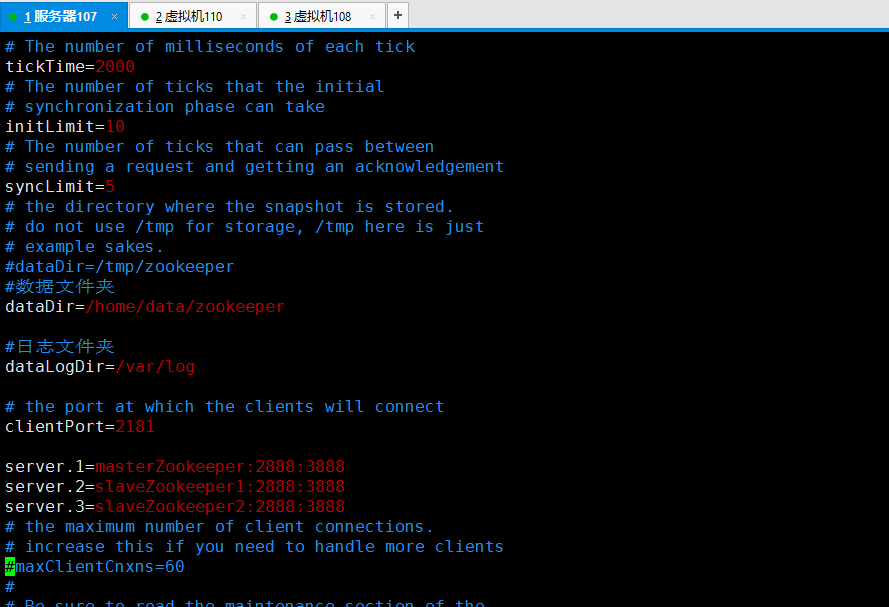 1 服务器107 × 2 虚拟机110 × 3 虚拟机108 × +
# The number of milliseconds of each tick
tickTime=2000
# The number of ticks that the initial
# synchronization phase can take
initLimit=10
# The number of ticks that can pass between
# sending a request and getting an acknowledgement
syncLimit=5
# the directory where the snapshot is stored.
# do not use /tmp for storage, /tmp here is just
# example sakes.
#dataDir=/tmp/zookeeper
#数据文件夹
dataDir=/home/data/zookeeper
#日志文件夹
dataLogDir=/var/log
# the port at which the clients will connect
clientPort=2181
server.1=masterZookeeper:2888:3888
server.2=slaveZookeeper1:2888:3888
server.3=slaveZookeeper2:2888:3888
# the maximum number of client connections.
# increase this if you need to handle more clients
#maxClientCnxns=60
#
# Be sure to read the maintenance section of the